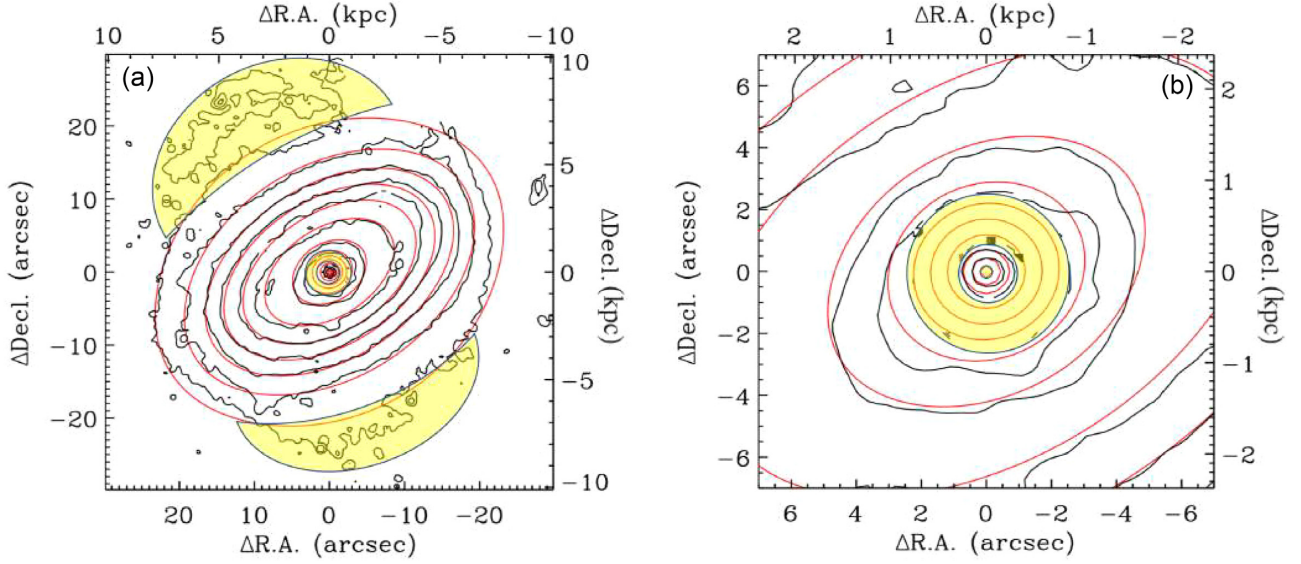 ΔR.A. (kpc)
10 5 0 −5 −10
(a)
ΔDecl. (arcsec)
20
10
0
−10
−20
10
5
0
−5
−10
ΔDecl. (kpc)
20 10 0 −10 −20
ΔR.A. (arcsec)
ΔR.A. (kpc)
2 1 0 −1 −2
(b)
ΔDecl. (arcsec)
6
4
2
0
−2
−4
−6
2
1
0
−1
−2
ΔDecl. (kpc)
6 4 2 0 −2 −4 −6
ΔR.A. (arcsec)